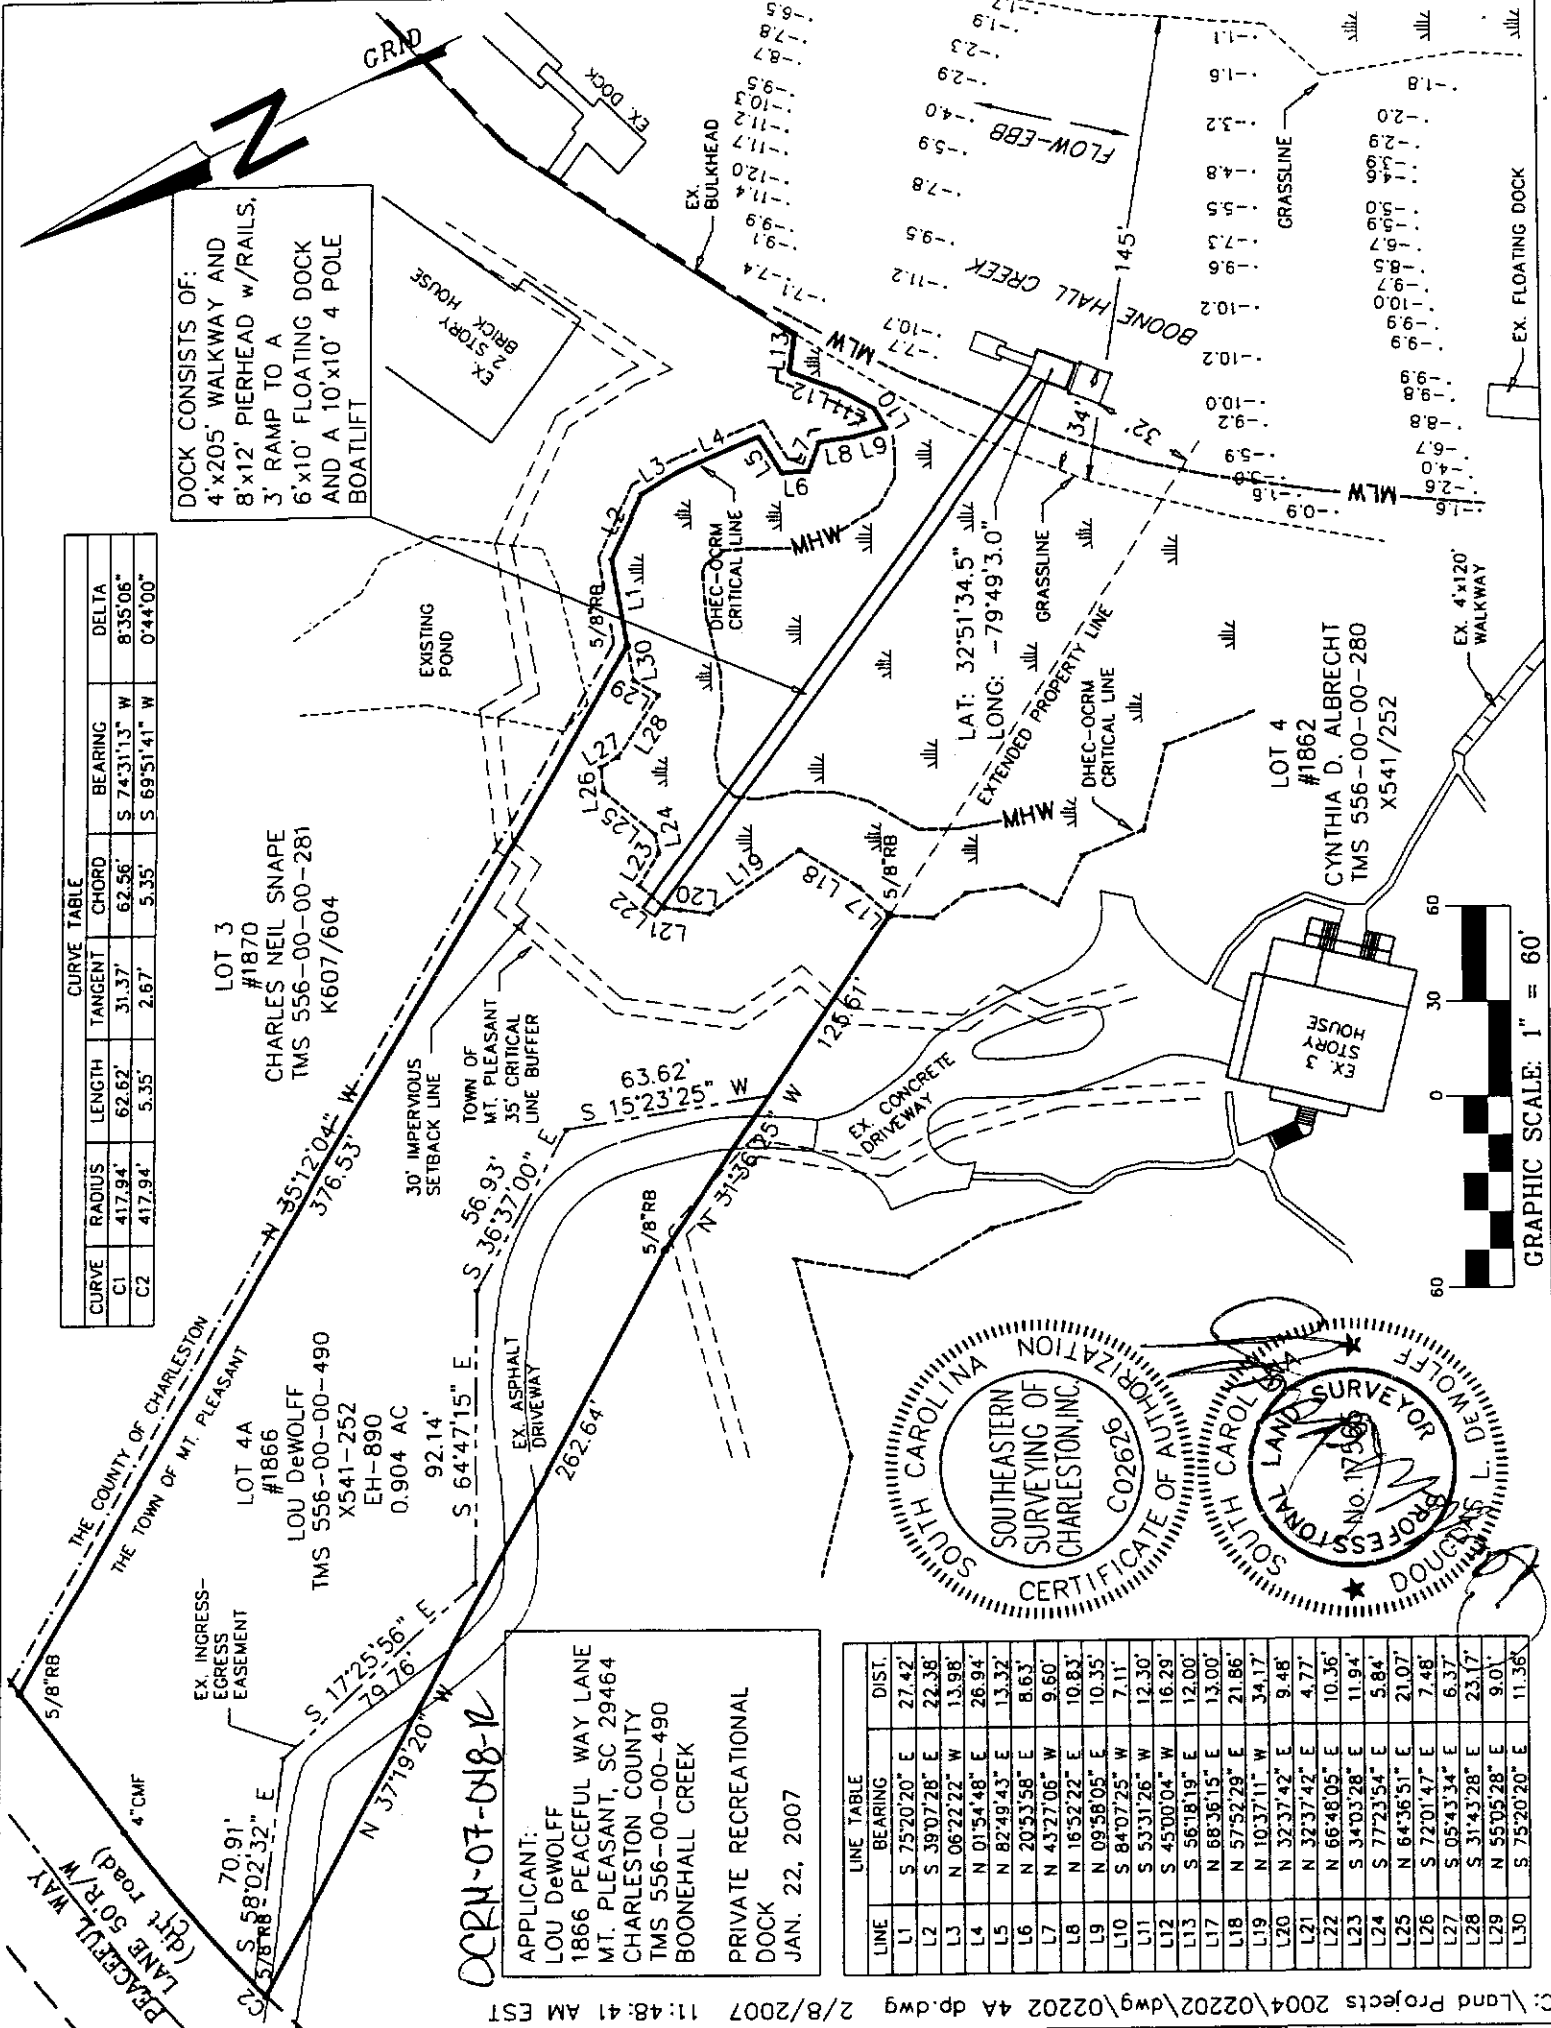 GRID
DOCK CONSISTS OF:
4'x205' WALKWAY AND
8'x12' PIERHEAD w/RAILS,
3' RAMP TO A
6'x10' FLOATING DOCK
AND A 10'x10' 4 POLE
BOATLIFT
EX. DOCK
EX.
BULKHEAD
EX.
2 STORY
BRICK HOUSE
CURVE TABLE
CURVE RADIUS LENGTH TANGENT CHORD BEARING DELTA
C1 417.94' 62.62' 31.37' 62.56' S 74°31'13" W 8°35'06"
C2 417.94' 5.35' 2.67' 5.35' S 69°51'41" W 0°44'00"
EXISTING
POND
LOT 3
#1870
CHARLES NEIL SNAPE
TMS 556-00-00-281
K607/604
N 35°12'04" W
376.53'
THE COUNTY OF CHARLESTON
THE TOWN OF MT. PLEASANT
30' IMPERVIOUS
SETBACK LINE
TOWN OF
MT. PLEASANT
35' CRITICAL
LINE BUFFER
LOT 4A
#1866
LOU DeWOLFF
TMS 556-00-00-490
X541-252
EH-890
0.904 AC
92.14'
S 64°47'15" E
56.93'
S 36°37'00" E
63.62'
S 15°23'25" W
EX. ASPHALT
DRIVEWAY
262.64'
N 31°36'25" W
125.61'
5/8"RB
5/8"RB
5/8"RB
5/8"RB
5/8"RB
4"CMF
EX. INGRESS-
EGRESS
EASEMENT
S 17°25'56" E
79.76'
N 37°19'20" W
70.91'
S 58°02'32" E
C2
PEACEFUL WAY
LANE 50' R/W
(dirt road)
OCRM-07-048-R
APPLICANT:
LOU DeWOLFF
1866 PEACEFUL WAY LANE
MT. PLEASANT, SC 29464
CHARLESTON COUNTY
TMS 556-00-00-490
BOONEHALL CREEK
PRIVATE RECREATIONAL
DOCK
JAN. 22, 2007
DHEC-OCRM
CRITICAL LINE
MHW
MLW
FLOW-EBB
BOONE HALL CREEK
145'
34'
32'
GRASSLINE
LAT: 32°51'34.5"
LONG: -79°49'3.0"
GRASSLINE
EXTENDED PROPERTY LINE
MHW
MLW
DHEC-OCRM
CRITICAL LINE
EX. FLOATING DOCK
EX. 4'x120'
WALKWAY
LOT 4
#1862
CYNTHIA D. ALBRECHT
TMS 556-00-00-280
X541/252
EX. CONCRETE
DRIVEWAY
EX. 3
STORY
HOUSE
60 0 30 60
GRAPHIC SCALE: 1" = 60'
SOUTH CAROLINA
SOUTHEASTERN
SURVEYING OF
CHARLESTON,INC.
C02626
CERTIFICATE OF AUTHORIZATION
SOUTH CAROLINA
PROFESSIONAL LAND SURVEYOR
DOUGLAS L. DEWOLFF
LINE TABLE
LINE BEARING DIST.
L1 S 75°20'20" E 27.42'
L2 S 39°07'28" E 22.38'
L3 N 06°22'22" W 13.98'
L4 N 01°54'48" E 26.94'
L5 N 82°49'43" E 13.32'
L6 N 20°53'58" E 8.63'
L7 N 43°27'06" W 9.60'
L8 N 16°52'22" E 10.83'
L9 N 09°58'05" E 10.35'
L10 S 84°07'25" W 7.11'
L11 S 53°31'26" W 12.30'
L12 S 45°00'04" W 16.29'
L13 S 56°18'19" E 12.00'
L17 N 88°36'15" E 13.00'
L18 N 57°52'29" E 21.86'
L19 N 10°37'11" W 34.17'
L20 N 32°37'42" E 9.48'
L21 N 32°37'42" E 4.77'
L22 N 66°48'05" E 10.36'
L23 S 34°03'28" E 11.94'
L24 S 77°23'54" E 5.84'
L25 N 64°36'51" E 21.07'
L26 S 72°01'47" E 7.48'
L27 S 05°43'34" E 6.37'
L28 S 31°43'28" E 23.17'
L29 N 55°05'28" E 9.01'
L30 S 75°20'20" E 11.36'
C:\Land Projects 2004\02202\dwg\02202 4A dp.dwg 2/8/2007 11:48:41 AM EST